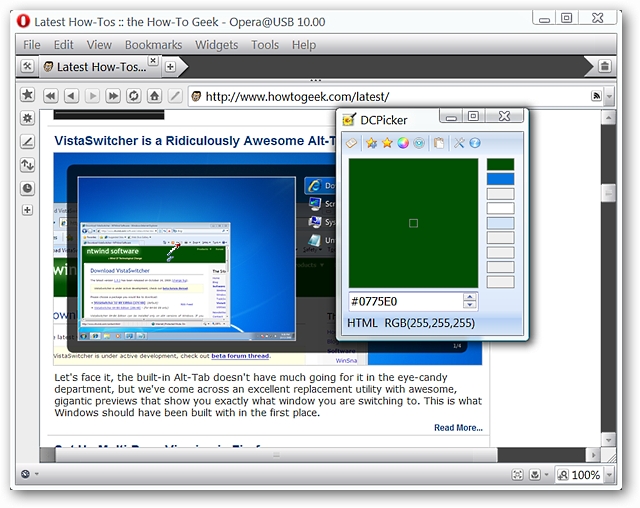 Latest How-Tos :: the How-To Geek - Opera@USB 10.00
File Edit View Bookmarks Widgets Tools Help
Latest How-Tos...
http://www.howtogeek.com/latest/
VistaSwitcher is a Ridiculously Awesome Alt-T
DCPicker
#0775E0
HTML RGB(255,255,255)
ntwind software
Download VistaSwitcher
VistaSwitcher is under active development, check out beta forum thread.
WinSna
1/4
Let's face it, the built-in Alt-Tab doesn't have much going for it in the eye-candy
department, but we've come across an excellent replacement utility with awesome,
gigantic previews that show you exactly what window you are switching to. This is what
Windows should have been built with in the first place.
Read More...
100%